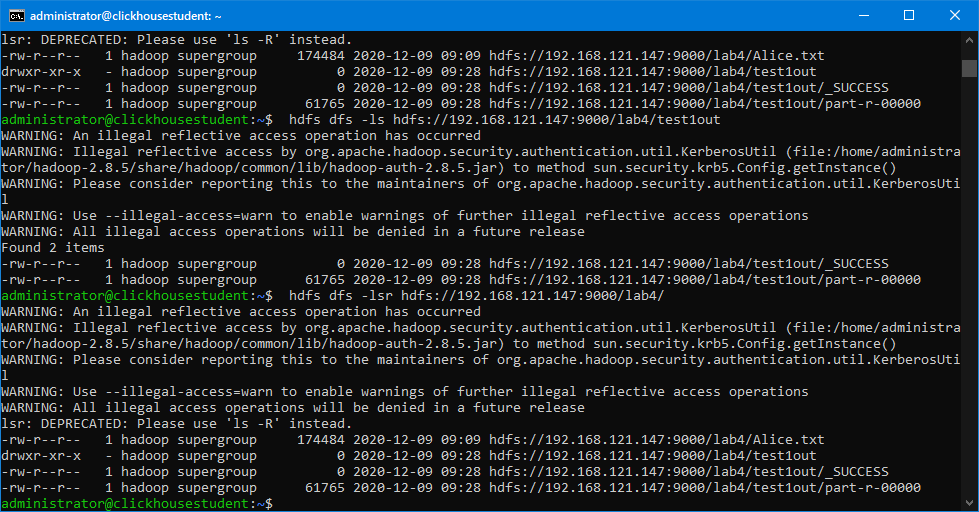 administrator@clickhousestudent: ~
lsr: DEPRECATED: Please use 'ls -R' instead.
-rw-r--r--   1 hadoop supergroup     174484 2020-12-09 09:09 hdfs://192.168.121.147:9000/lab4/Alice.txt
drwxr-xr-x   - hadoop supergroup          0 2020-12-09 09:28 hdfs://192.168.121.147:9000/lab4/test1out
-rw-r--r--   1 hadoop supergroup          0 2020-12-09 09:28 hdfs://192.168.121.147:9000/lab4/test1out/_SUCCESS
-rw-r--r--   1 hadoop supergroup      61765 2020-12-09 09:28 hdfs://192.168.121.147:9000/lab4/test1out/part-r-00000
administrator@clickhousestudent:~$  hdfs dfs -ls hdfs://192.168.121.147:9000/lab4/test1out
WARNING: An illegal reflective access operation has occurred
WARNING: Illegal reflective access by org.apache.hadoop.security.authentication.util.KerberosUtil (file:/home/administra
tor/hadoop-2.8.5/share/hadoop/common/lib/hadoop-auth-2.8.5.jar) to method sun.security.krb5.Config.getInstance()
WARNING: Please consider reporting this to the maintainers of org.apache.hadoop.security.authentication.util.KerberosUti
l
WARNING: Use --illegal-access=warn to enable warnings of further illegal reflective access operations
WARNING: All illegal access operations will be denied in a future release
Found 2 items
-rw-r--r--   1 hadoop supergroup          0 2020-12-09 09:28 hdfs://192.168.121.147:9000/lab4/test1out/_SUCCESS
-rw-r--r--   1 hadoop supergroup      61765 2020-12-09 09:28 hdfs://192.168.121.147:9000/lab4/test1out/part-r-00000
administrator@clickhousestudent:~$  hdfs dfs -lsr hdfs://192.168.121.147:9000/lab4/
WARNING: An illegal reflective access operation has occurred
WARNING: Illegal reflective access by org.apache.hadoop.security.authentication.util.KerberosUtil (file:/home/administra
tor/hadoop-2.8.5/share/hadoop/common/lib/hadoop-auth-2.8.5.jar) to method sun.security.krb5.Config.getInstance()
WARNING: Please consider reporting this to the maintainers of org.apache.hadoop.security.authentication.util.KerberosUti
l
WARNING: Use --illegal-access=warn to enable warnings of further illegal reflective access operations
WARNING: All illegal access operations will be denied in a future release
lsr: DEPRECATED: Please use 'ls -R' instead.
-rw-r--r--   1 hadoop supergroup     174484 2020-12-09 09:09 hdfs://192.168.121.147:9000/lab4/Alice.txt
drwxr-xr-x   - hadoop supergroup          0 2020-12-09 09:28 hdfs://192.168.121.147:9000/lab4/test1out
-rw-r--r--   1 hadoop supergroup          0 2020-12-09 09:28 hdfs://192.168.121.147:9000/lab4/test1out/_SUCCESS
-rw-r--r--   1 hadoop supergroup      61765 2020-12-09 09:28 hdfs://192.168.121.147:9000/lab4/test1out/part-r-00000
administrator@clickhousestudent:~$